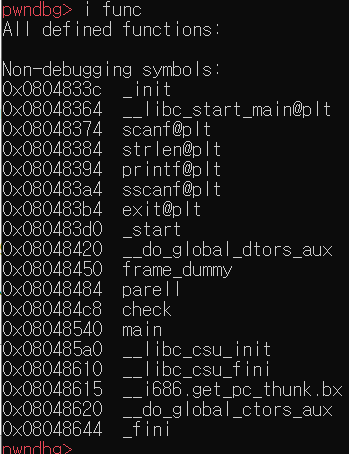 pwndbg> i func
All defined functions:
Non-debugging symbols:
0x0804833c _init
0x08048364 __libc_start_main@plt
0x08048374 scanf@plt
0x08048384 strlen@plt
0x08048394 printf@plt
0x080483a4 sscanf@plt
0x080483b4 exit@plt
0x080483d0 _start
0x08048420 __do_global_dtors_aux
0x08048450 frame_dummy
0x08048484 parell
0x080484c8 check
0x08048540 main
0x080485a0 __libc_csu_init
0x08048610 __libc_csu_fini
0x08048615 __i686.get_pc_thunk.bx
0x08048620 __do_global_ctors_aux
0x08048644 _fini
pwndbg>